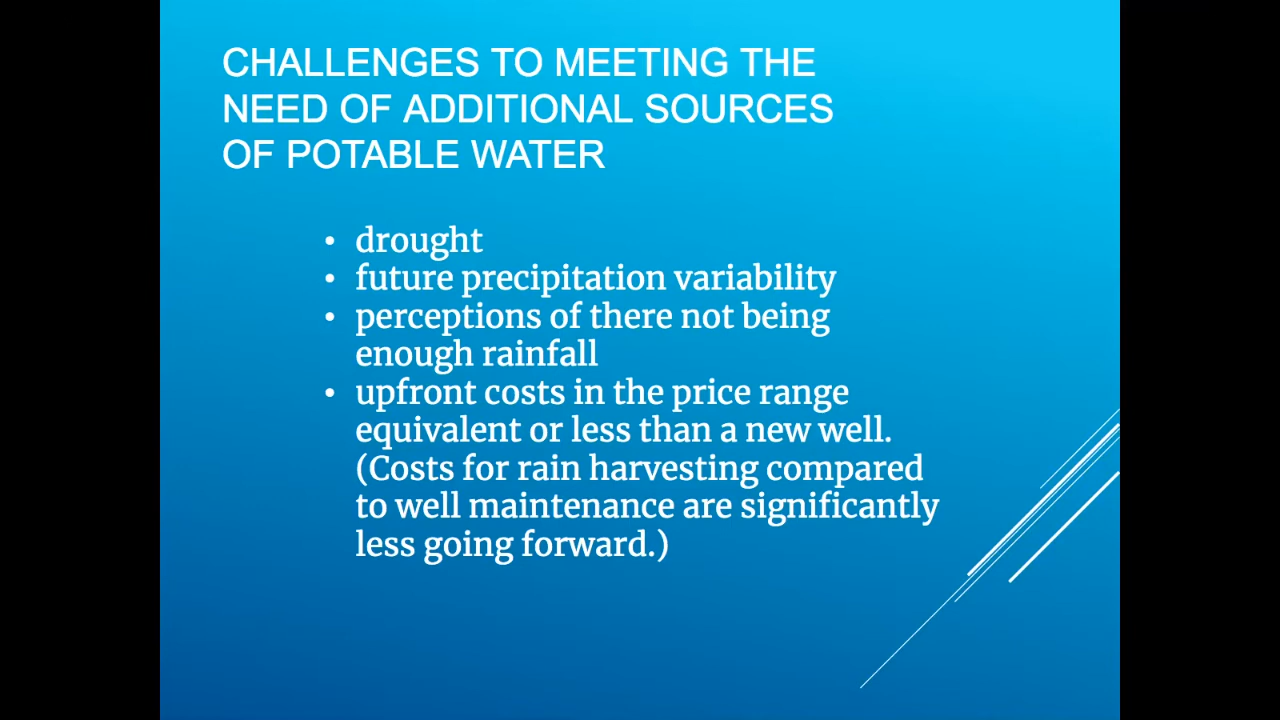 CHALLENGES TO MEETING THE
NEED OF ADDITIONAL SOURCES
OF POTABLE WATER
• drought
• future precipitation variability
• perceptions of there not being
enough rainfall
• upfront costs in the price range
equivalent or less than a new well.
(Costs for rain harvesting compared
to well maintenance are significantly
less going forward.)